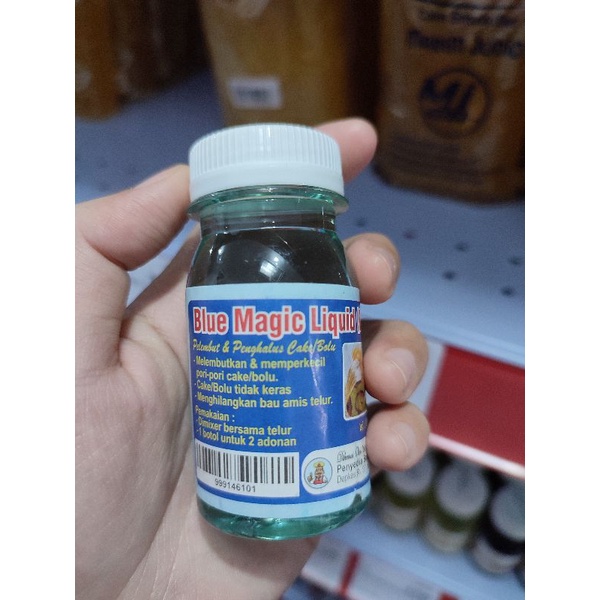 Blue Magic Liquid
Pelembut & Penghalus Cake/Bolu
- Melembutkan & memperkecil
pori-pori cake/bolu.
- Cake/Bolu tidak keras
- Menghilangkan bau amis telur.
Pemakaian :
- Dimixer bersama telur
- 1 botol untuk 2 adonan
999146101